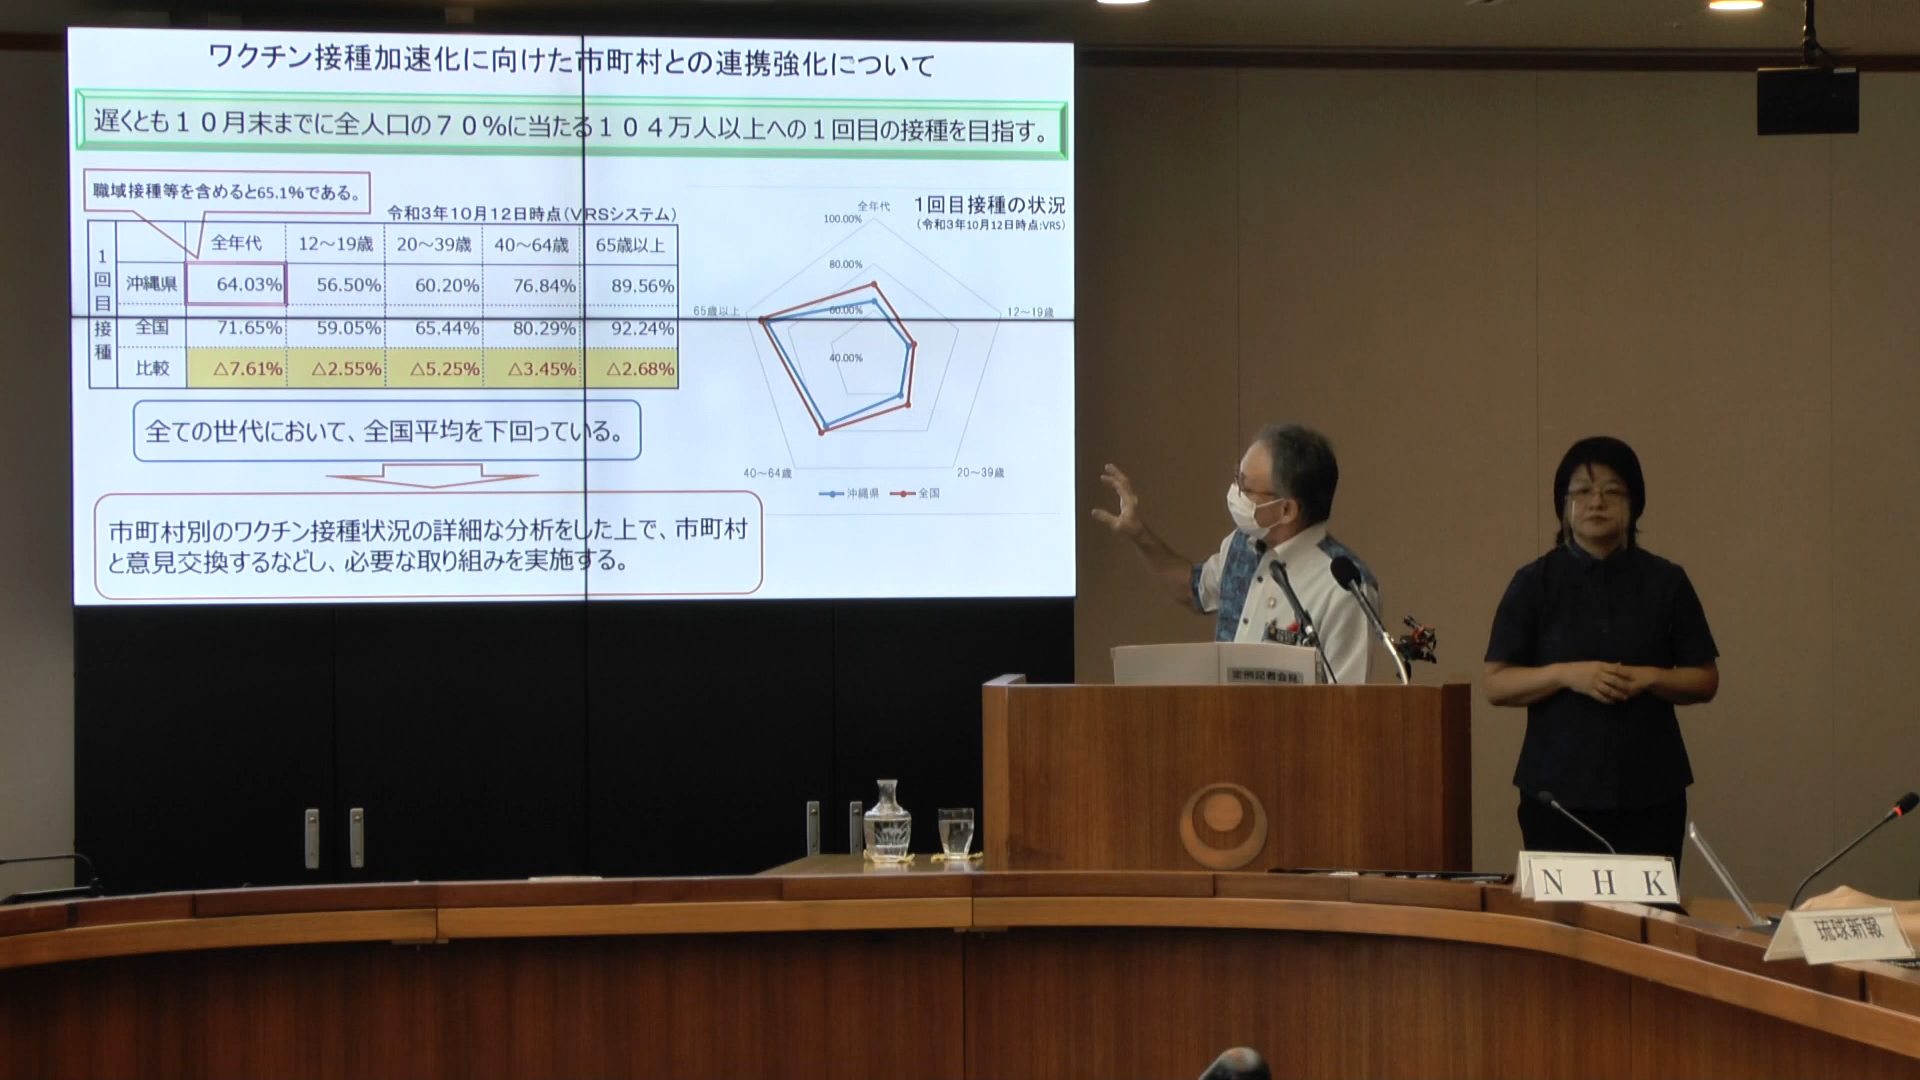 ワクチン接種加速化に向けた市町村との連携強化について
遅くとも１０月末までに全人口の７０％に当たる１０４万人以上への１回目の接種を目指す。
職域接種等を含めると65.1％である。
令和3年10月12日時点（VRSシステム）
1回目接種
全年代 12～19歳 20～39歳 40～64歳 65歳以上
沖縄県 64.03% 56.50% 60.20% 76.84% 89.56%
全国 71.65% 59.05% 65.44% 80.29% 92.24%
比較 △7.61% △2.55% △5.25% △3.45% △2.68%
全ての世代において、全国平均を下回っている。
市町村別のワクチン接種状況の詳細な分析をした上で、市町村
と意見交換するなどし、必要な取り組みを実施する。
1回目接種の状況
（令和3年10月12日時点:VRS）
全年代
100.00%
80.00%
60.00%
40.00%
65歳以上
12～19歳
40～64歳
20～39歳
沖縄県 全国
定例記者会見
NHK
琉球新報